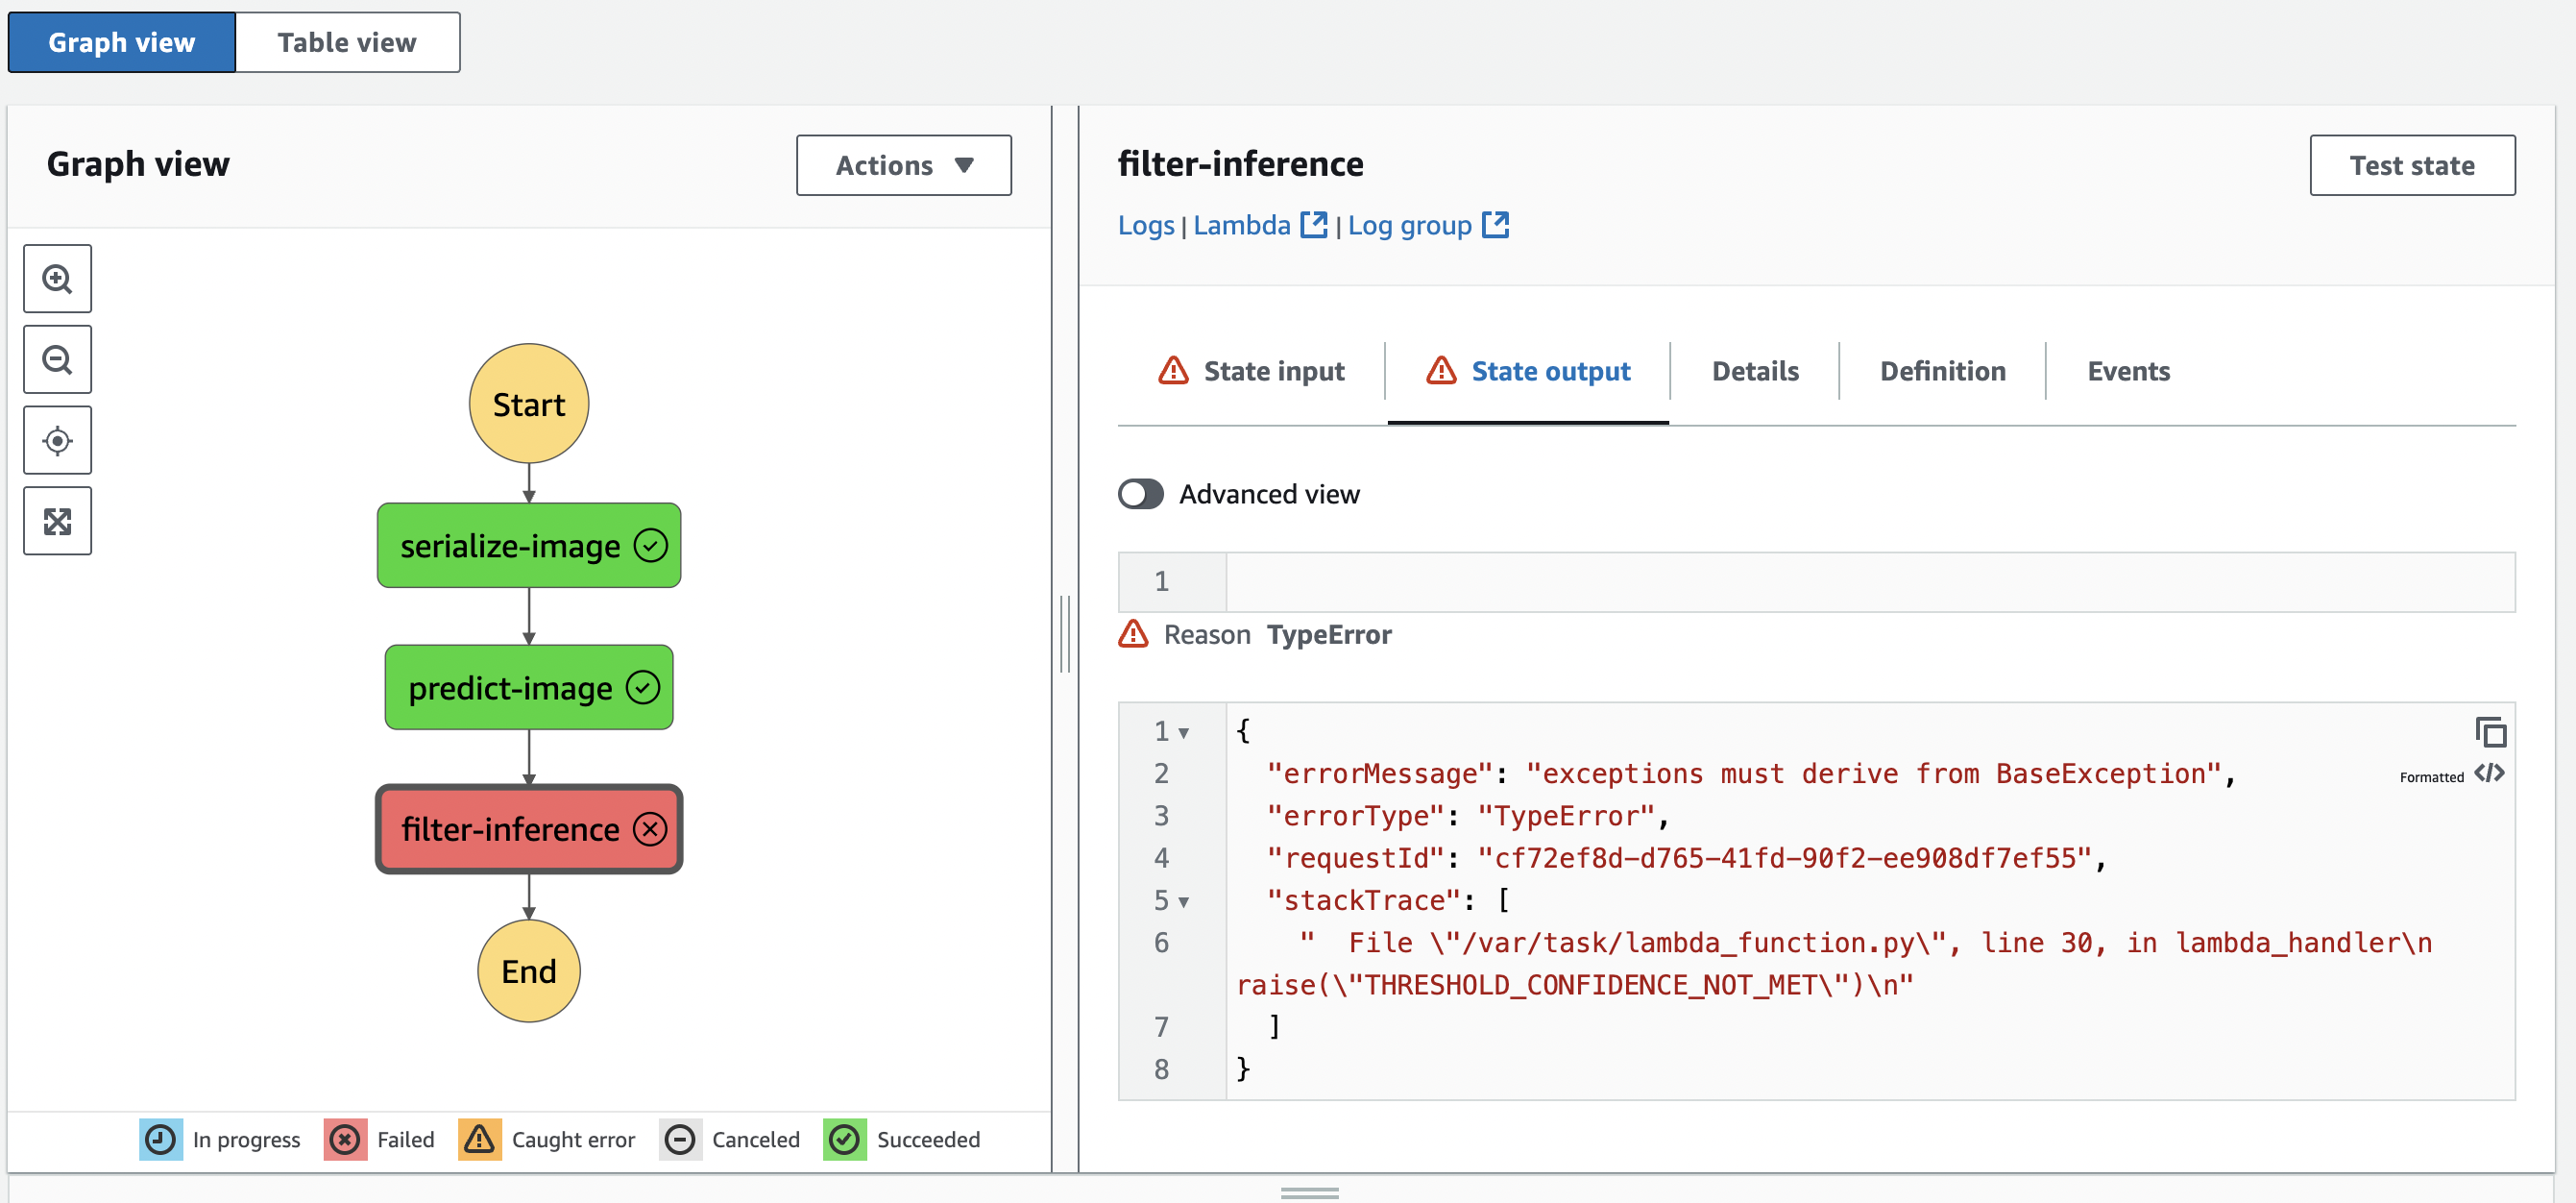 Graph view
Table view
Graph view
Actions
Start
serialize-image
predict-image
filter-inference
End
In progress
Failed
Caught error
Canceled
Succeeded
filter-inference
Test state
Logs | Lambda | Log group
State input
State output
Details
Definition
Events
Advanced view
1
Reason TypeError
1 {
2 "errorMessage": "exceptions must derive from BaseException",
Formatted </>
3 "errorType": "TypeError",
4 "requestId": "cf72ef8d-d765-41fd-90f2-ee908df7ef55",
5 "stackTrace": [
6 "  File \"/var/task/lambda_function.py\", line 30, in lambda_handler\n
raise(\"THRESHOLD_CONFIDENCE_NOT_MET\")\n"
7 ]
8 }